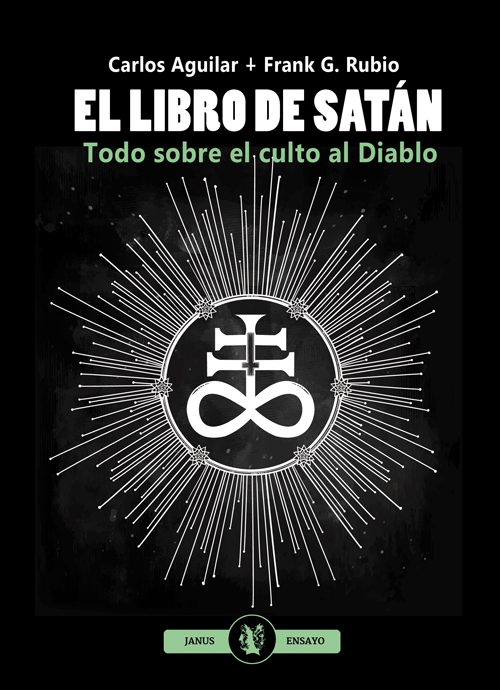 Carlos Aguilar + Frank G. Rubio
EL LIBRO DE SATÁN
Todo sobre el culto al Diablo
JANUS ENSAYO